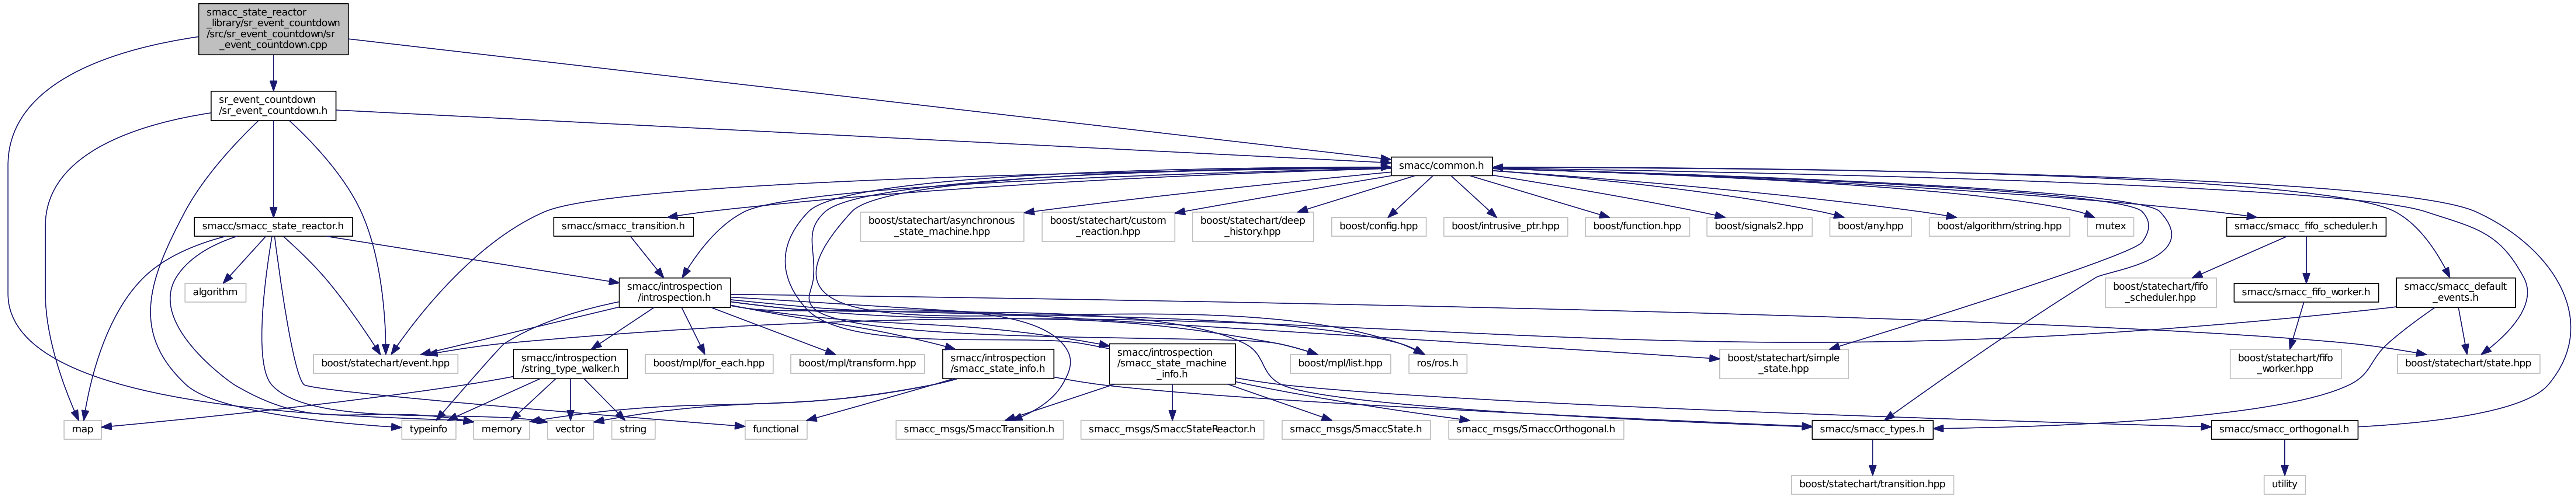 smacc_state_reactor
_library/sr_event_countdown
/src/sr_event_countdown/sr
_event_countdown.cpp
sr_event_countdown
/sr_event_countdown.h
smacc/common.h
smacc/smacc_state_reactor.h
smacc/smacc_transition.h
boost/statechart/asynchronous
_state_machine.hpp
boost/statechart/custom
_reaction.hpp
boost/statechart/deep
_history.hpp
boost/config.hpp
boost/intrusive_ptr.hpp
boost/function.hpp
boost/signals2.hpp
boost/any.hpp
boost/algorithm/string.hpp
mutex
smacc/smacc_fifo_scheduler.h
algorithm
smacc/introspection
/introspection.h
boost/statechart/fifo
_scheduler.hpp
smacc/smacc_fifo_worker.h
smacc/smacc_default
_events.h
boost/statechart/event.hpp
smacc/introspection
/string_type_walker.h
boost/mpl/for_each.hpp
boost/mpl/transform.hpp
smacc/introspection
/smacc_state_info.h
smacc/introspection
/smacc_state_machine
_info.h
boost/mpl/list.hpp
ros/ros.h
boost/statechart/simple
_state.hpp
boost/statechart/fifo
_worker.hpp
boost/statechart/state.hpp
map
typeinfo
memory
vector
string
functional
smacc_msgs/SmaccTransition.h
smacc_msgs/SmaccStateReactor.h
smacc_msgs/SmaccState.h
smacc_msgs/SmaccOrthogonal.h
smacc/smacc_types.h
smacc/smacc_orthogonal.h
boost/statechart/transition.hpp
utility